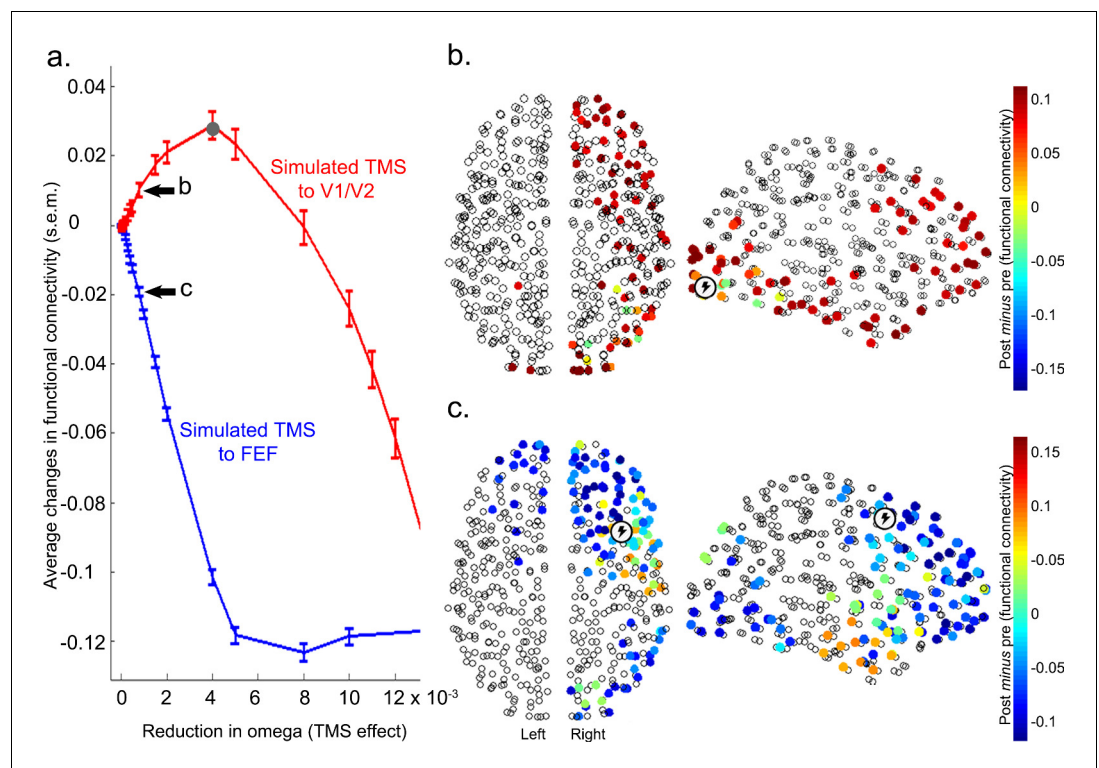 a.
Average changes in functional connectivity (s.e.m.)
0.04
0.02
0
-0.02
-0.04
-0.06
-0.08
-0.1
-0.12
0
2
4
6
8
10
12 x 10-3
Reduction in omega (TMS effect)
b
c
Simulated TMS
to V1/V2
Simulated TMS
to FEF
b.
Post minus pre (functional connectivity)
0.1
0.05
0
-0.05
-0.1
-0.15
c.
Left
Right
Post minus pre (functional connectivity)
0.15
0.1
-0.05
0
-0.05
-0.1